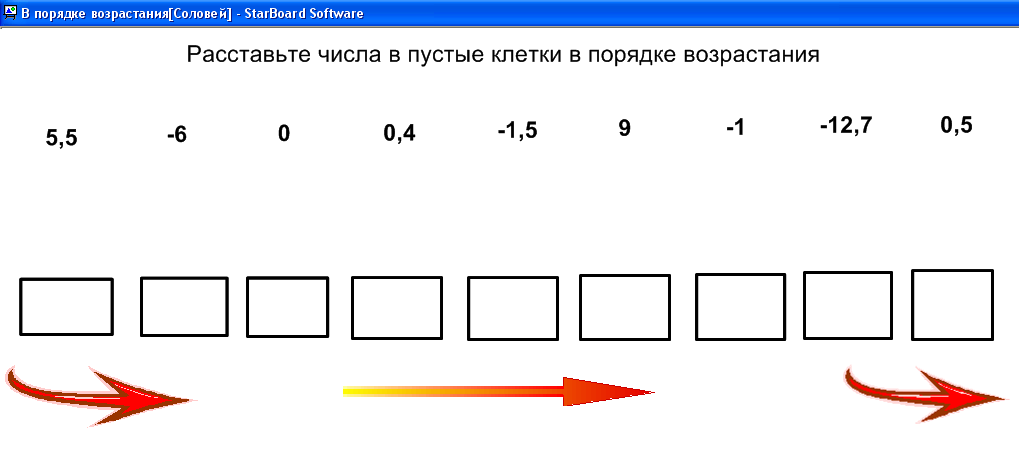 В порядке возрастания[Соловей] - StarBoard Software
Расставьте числа в пустые клетки в порядке возрастания
5,5 -6 0 0,4 -1,5 9 -1 -12,7 0,5